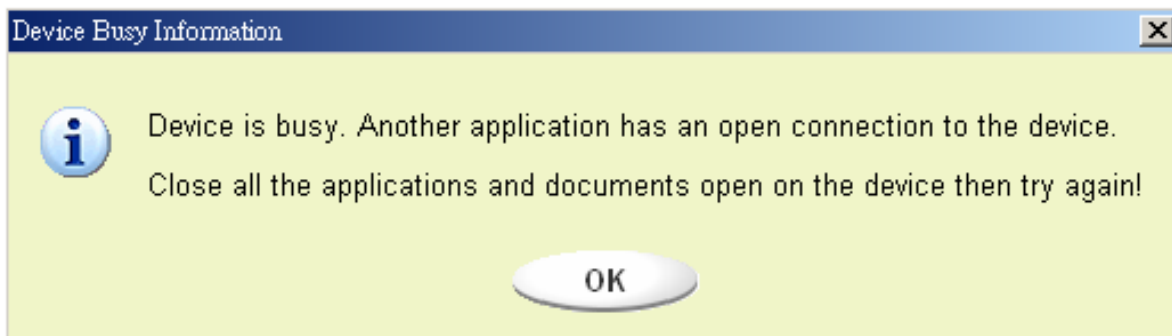 Device Busy Information
Device is busy. Another application has an open connection to the device.
Close all the applications and documents open on the device then try again!
OK